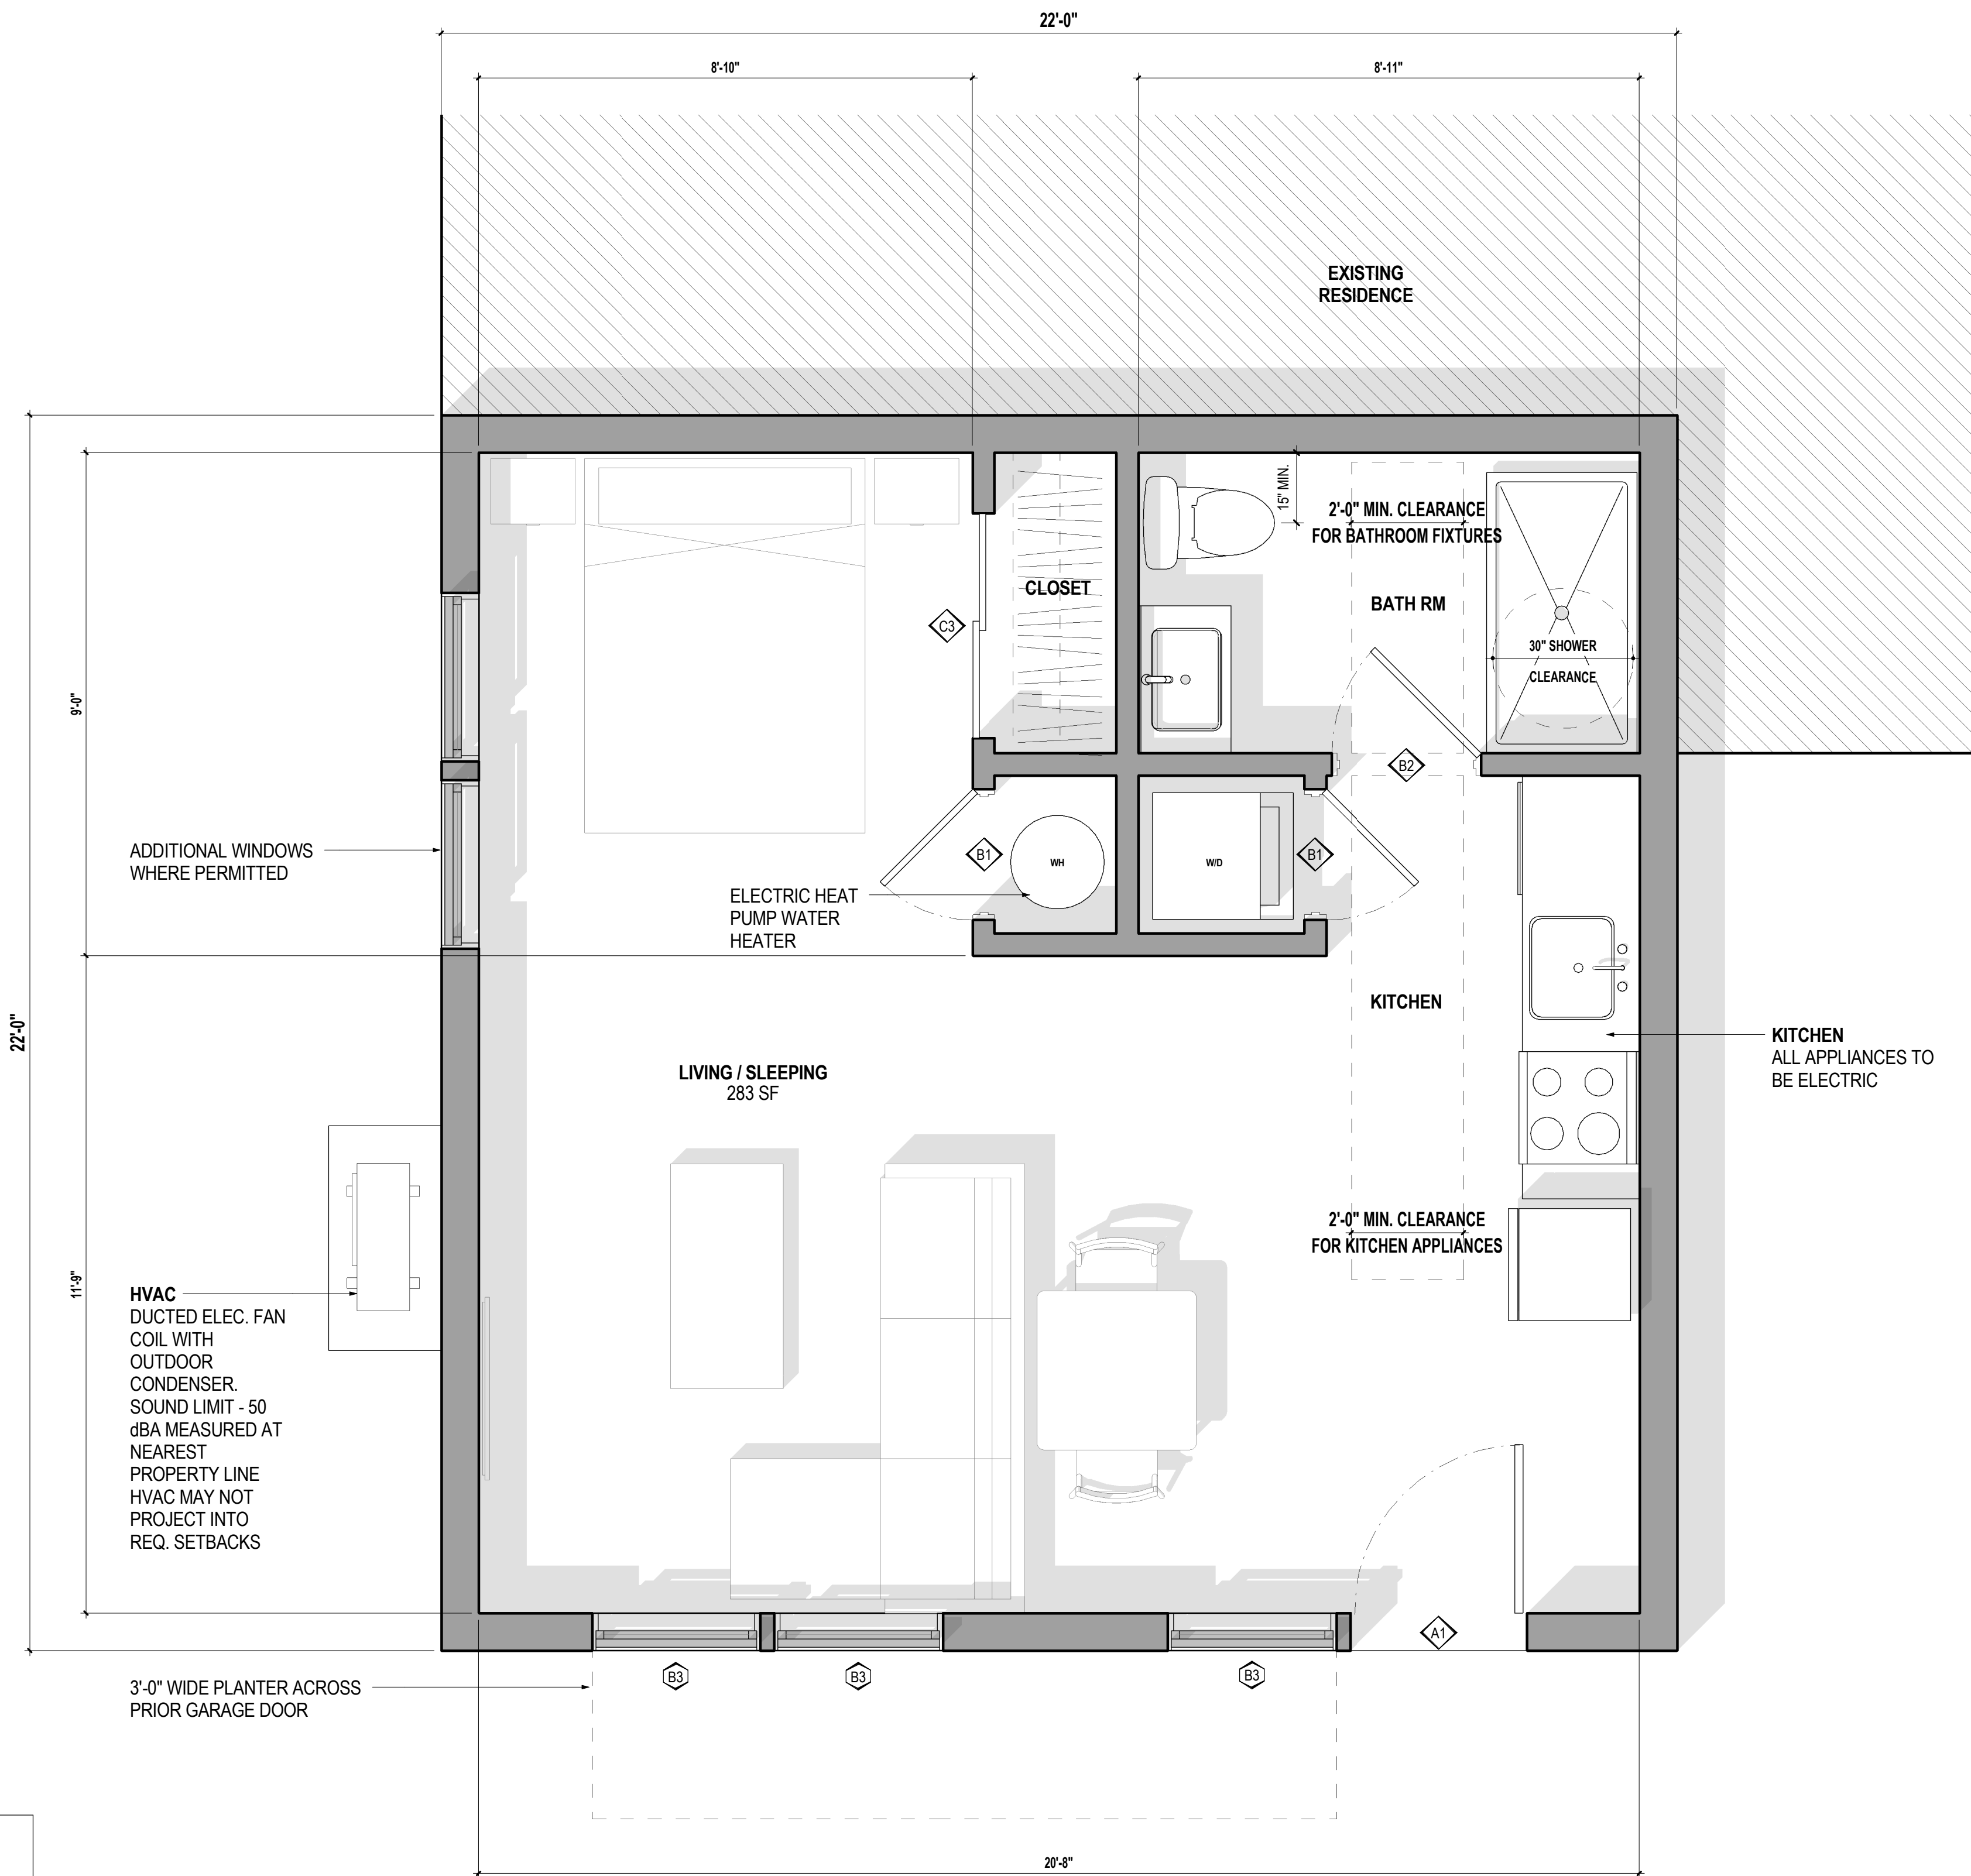 22'-0"
8'-10"
8'-11"
EXISTING
RESIDENCE
15" MIN.
2'-0" MIN. CLEARANCE
FOR BATHROOM FIXTURES
CLOSET
BATH RM
C3
30" SHOWER
CLEARANCE
9'-0"
B2
ADDITIONAL WINDOWS
WHERE PERMITTED
B1
WH
W/D
B1
ELECTRIC HEAT
PUMP WATER
HEATER
KITCHEN
22'-0"
KITCHEN
ALL APPLIANCES TO
BE ELECTRIC
LIVING / SLEEPING
283 SF
2'-0" MIN. CLEARANCE
FOR KITCHEN APPLIANCES
11'-9"
HVAC
DUCTED ELEC. FAN
COIL WITH
OUTDOOR
CONDENSER.
SOUND LIMIT - 50
dBA MEASURED AT
NEAREST
PROPERTY LINE
HVAC MAY NOT
PROJECT INTO
REQ. SETBACKS
A1
B3
B3
B3
3'-0" WIDE PLANTER ACROSS
PRIOR GARAGE DOOR
20'-8"